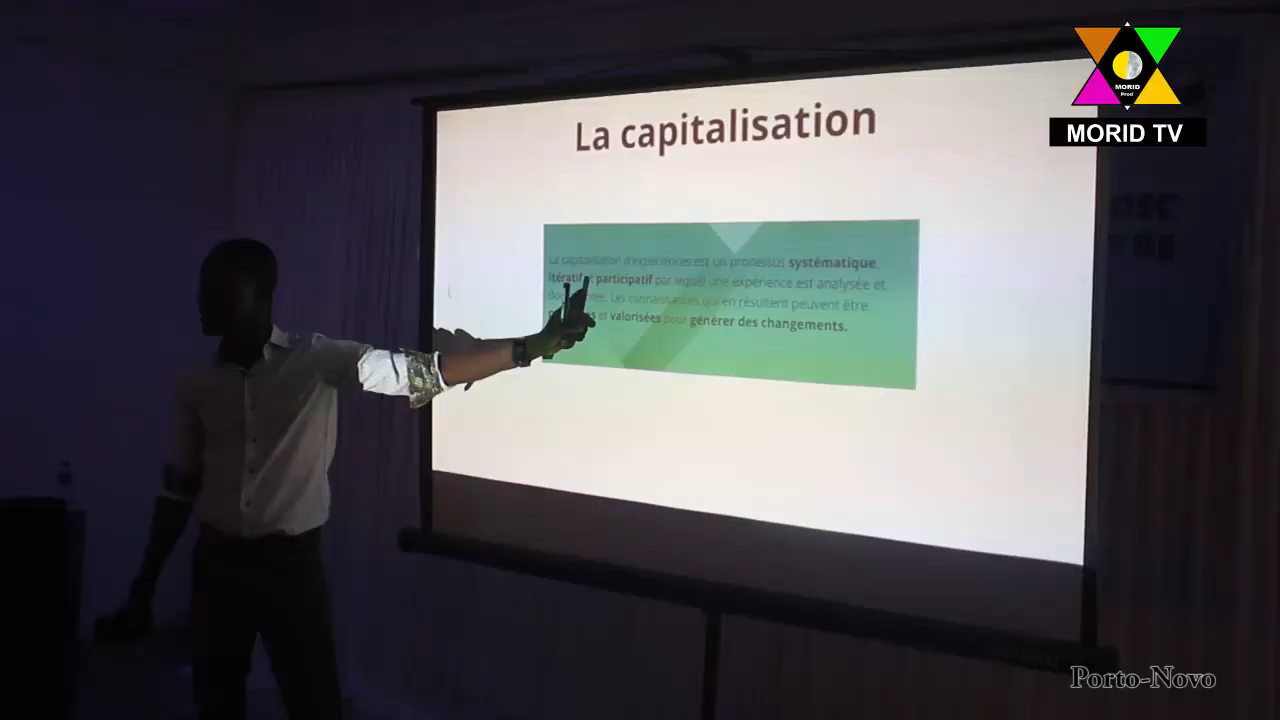 MORID
Prod
MORID TV
La capitalisation
La capitalisation d'expériences est un processus systématique,
itératif et participatif par lequel une expérience est analysée et
Les connaissances qui en résultent peuvent être
et valorisées pour générer des changements.
Porto-Novo